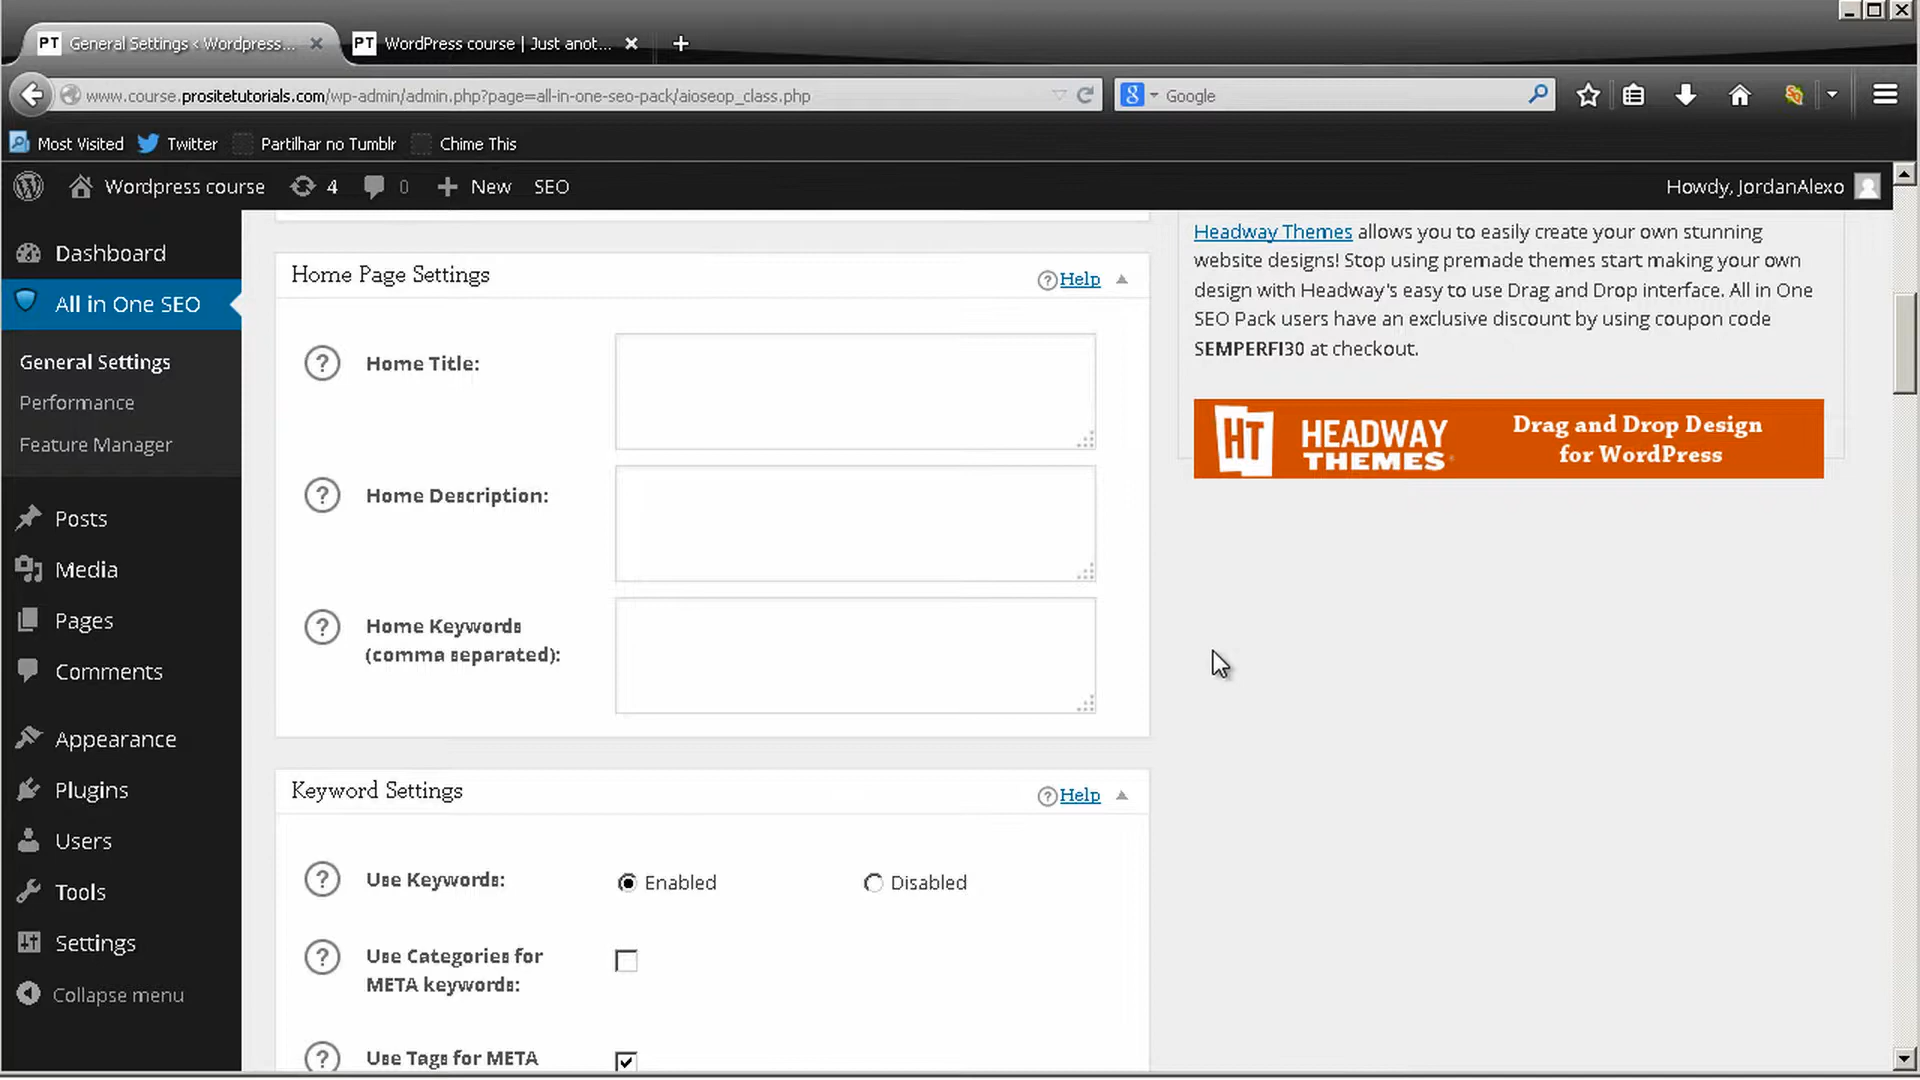 PT General Settings ‹ Wordpress...
PT WordPress course | Just anot...
www.course.prositetutorials.com/wp-admin/admin.php?page=all-in-one-seo-pack/aioseop_class.php
8 Google
Most Visited
Twitter
Partilhar no Tumblr
Chime This
Wordpress course
4
0
New
SEO
Howdy, JordanAlexo
Dashboard
All in One SEO
General Settings
Performance
Feature Manager
Posts
Media
Pages
Comments
Appearance
Plugins
Users
Tools
Settings
Collapse menu
Home Page Settings
? Help
? Home Title:
? Home Description:
? Home Keywords
(comma separated):
Keyword Settings
? Help
? Use Keywords:
Enabled
Disabled
? Use Categories for
META keywords:
? Use Tags for META
Headway Themes allows you to easily create your own stunning
website designs! Stop using premade themes start making your own
design with Headway's easy to use Drag and Drop interface. All in One
SEO Pack users have an exclusive discount by using coupon code
SEMPERFI30 at checkout.
HT HEADWAY
THEMES
Drag and Drop Design
for WordPress